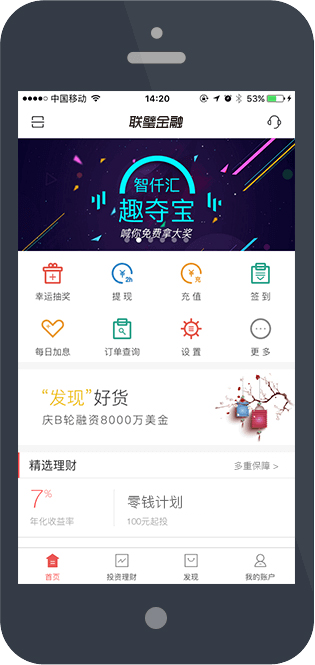 中国移动 14:20 53%
联璧金融
智仟汇
趣夺宝
喊你免费拿大奖
幸运抽奖 提现 充值 签到
2h 充
每日加息 订单查询 设置 更多
“发现”好货
庆B轮融资8000万美金
精选理财 多重保障 >
7% 零钱计划
年化收益率 100元起投
首页 投资理财 发现 我的账户